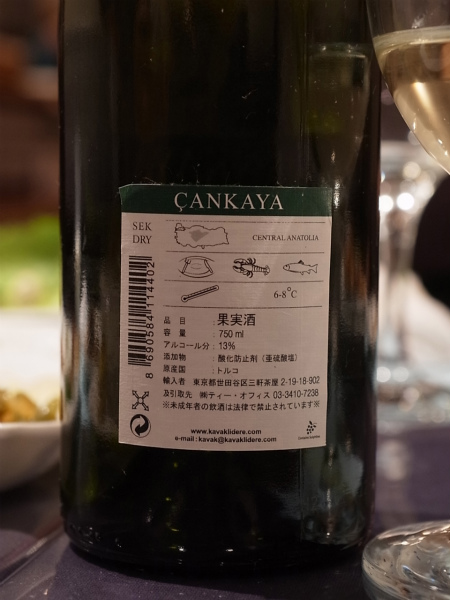 ÇANKAYA
SEK
DRY
CENTRAL ANATOLIA
6-8°C
8 690584 114402
品目 : 果実酒
容量 : 750 ml
アルコール分 : 13%
添加物 : 酸化防止剤（亜硫酸塩）
原産国 : トルコ
輸入者 東京都世田谷区三軒茶屋 2-19-18-902
及引取先 ㈲ティー・オフィス 03-3410-7238
※未成年者の飲酒は法律で禁止されています※
www.kavaklidere.com
e-mail : kavak@kavaklidere.com